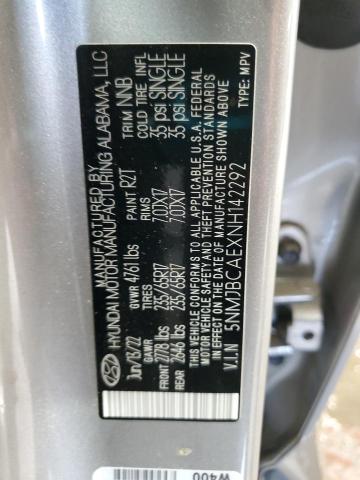 MANUFACTURED BY
HYUNDAI MOTOR MANUFACTURING ALABAMA, LLC
Jun/13/22 GVWR 4761 lbs PAINT R2T TRIM NNB
GAWR TIRES RIMS COLD TIRE INFL
FRONT 2778 lbs 235/65R17 7.0JX17 35 psi SINGLE
REAR 2646 lbs 235/65R17 7.0JX17 35 psi SINGLE
THIS VEHICLE CONFORMS TO ALL APPLICABLE U.S.A. FEDERAL
MOTOR VEHICLE SAFETY AND THEFT PREVENTION STANDARDS
IN EFFECT ON THE DATE OF MANUFACTURE SHOWN ABOVE.
V.I.N 5NMJBCAEXNH142292 TYPE: MPV
W400